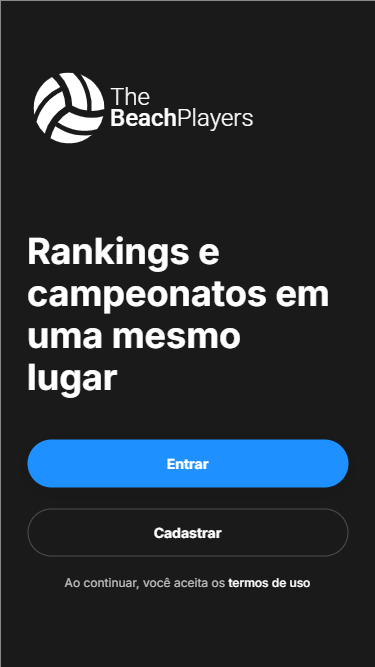 The
BeachPlayers
Rankings e
campeonatos em
uma mesmo
lugar
Entrar
Cadastrar
Ao continuar, você aceita os termos de uso